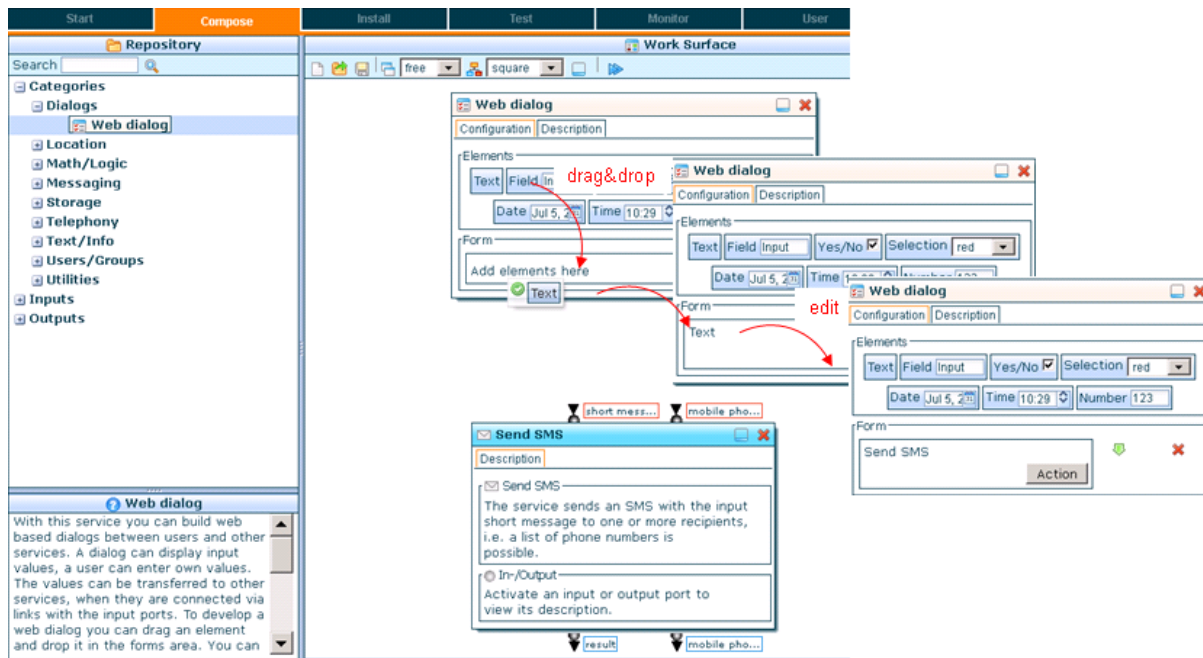 Start Compose Install Test Monitor User
Repository
Work Surface
Search
free square
Categories
Dialogs
Web dialog
Location
Math/Logic
Messaging
Storage
Telephony
Text/Info
Users/Groups
Utilities
Inputs
Outputs
Web dialog
With this service you can build web
based dialogs between users and other
services. A dialog can display input
values, a user can enter own values.
The values can be transferred to other
services, when they are connected via
links with the input ports. To develop a
web dialog you can drag an element
and drop it in the forms area. You can
Web dialog
Configuration Description
Elements
Text Field In
Date Jul 5, 2 Time 10:29
Form
Add elements here
Text
drag&drop
Web dialog
Configuration Description
Elements
Text Field Input Yes/No Selection red
Date Jul 5, 2 Time Number 123
Form
Text
edit
Web dialog
Configuration Description
Elements
Text Field Input Yes/No Selection red
Date Jul 5, 2 Time 10:29 Number 123
Form
Send SMS
Action
short mess... mobile pho...
Send SMS
Description
Send SMS
The service sends an SMS with the input
short message to one or more recipients,
i.e. a list of phone numbers is
possible.
In-/Output
Activate an input or output port to
view its description.
result mobile pho...